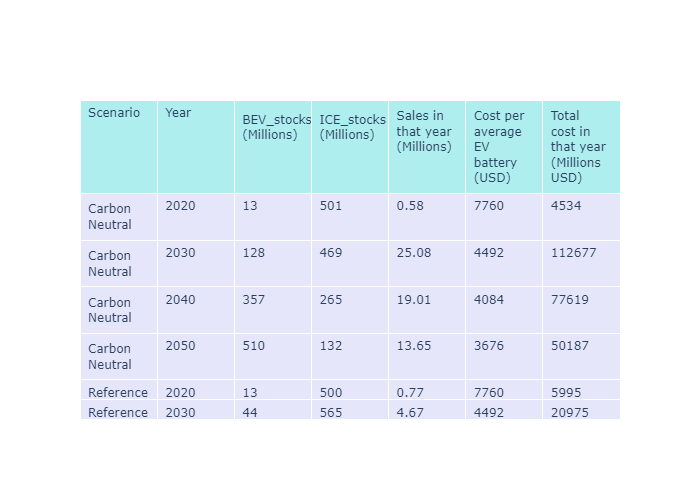 Scenario Year BEV_stocks (Millions) ICE_stocks (Millions) Sales in that year (Millions) Cost per average EV battery (USD) Total cost in that year (Millions USD)
Carbon Neutral 2020 13 501 0.58 7760 4534
Carbon Neutral 2030 128 469 25.08 4492 112677
Carbon Neutral 2040 357 265 19.01 4084 77619
Carbon Neutral 2050 510 132 13.65 3676 50187
Reference 2020 13 500 0.77 7760 5995
Reference 2030 44 565 4.67 4492 20975